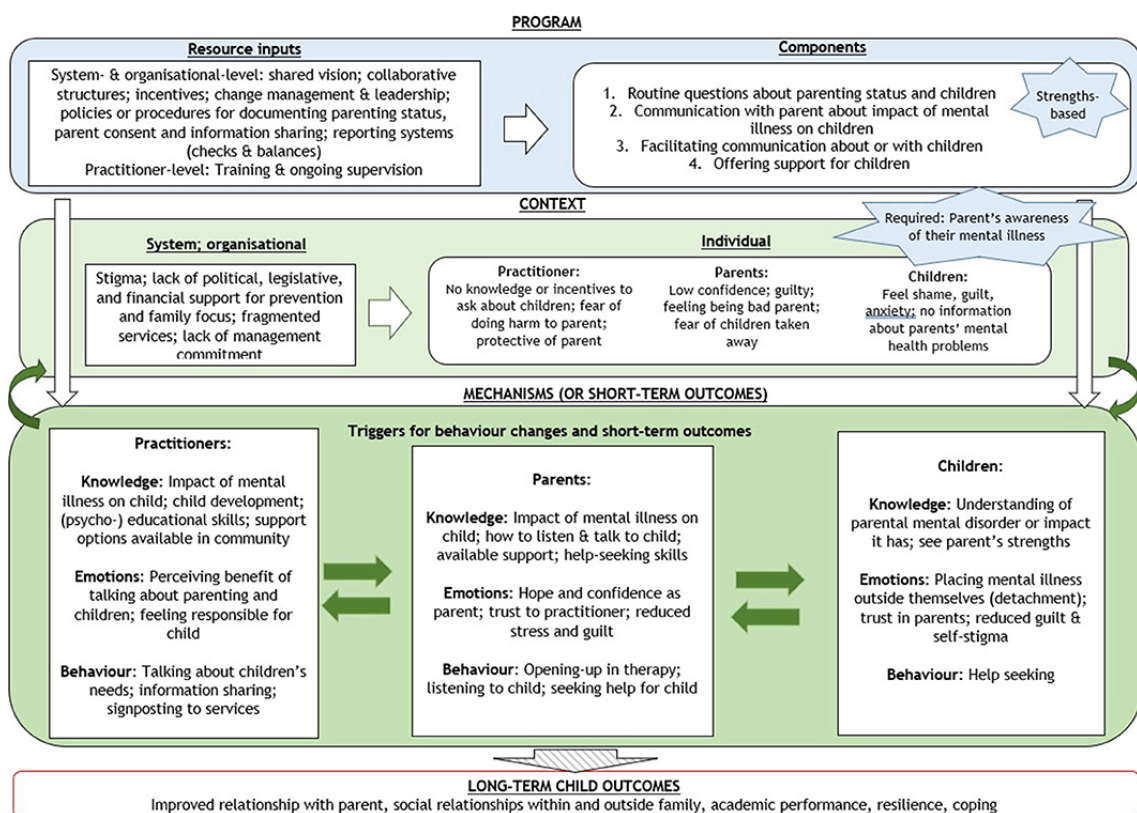 PROGRAM
Resource inputs
System- & organisational-level: shared vision; collaborative
structures; incentives; change management & leadership;
policies or procedures for documenting parenting status,
parent consent and information sharing; reporting systems
(checks & balances)
Practitioner-level: Training & ongoing supervision
Components
1. Routine questions about parenting status and children
2. Communication with parent about impact of mental
illness on children
3. Facilitating communication about or with children
4. Offering support for children
Strengths-
based
CONTEXT
Required: Parent's awareness
of their mental illness
System; organisational
Stigma; lack of political, legislative,
and financial support for prevention
and family focus; fragmented
services; lack of management
commitment
Individual
Practitioner:
No knowledge or incentives to
ask about children; fear of
doing harm to parent;
protective of parent
Parents:
Low confidence; guilty;
feeling being bad parent;
fear of children taken
away
Children:
Feel shame, guilt,
anxiety; no information
about parents' mental
health problems
MECHANISMS (OR SHORT-TERM OUTCOMES)
Triggers for behaviour changes and short-term outcomes
Practitioners:
Knowledge: Impact of mental
illness on child; child development;
(psycho-) educational skills; support
options available in community
Emotions: Perceiving benefit of
talking about parenting and
children; feeling responsible for
child
Behaviour: Talking about children's
needs; information sharing;
signposting to services
Parents:
Knowledge: Impact of mental illness on
child; how to listen & talk to child;
available support; help-seeking skills
Emotions: Hope and confidence as
parent; trust to practitioner; reduced
stress and guilt
Behaviour: Opening-up in therapy;
listening to child; seeking help for child
Children:
Knowledge: Understanding of
parental mental disorder or impact
it has; see parent's strengths
Emotions: Placing mental illness
outside themselves (detachment);
trust in parents; reduced guilt &
self-stigma
Behaviour: Help seeking
LONG-TERM CHILD OUTCOMES
Improved relationship with parent, social relationships within and outside family, academic performance, resilience, coping